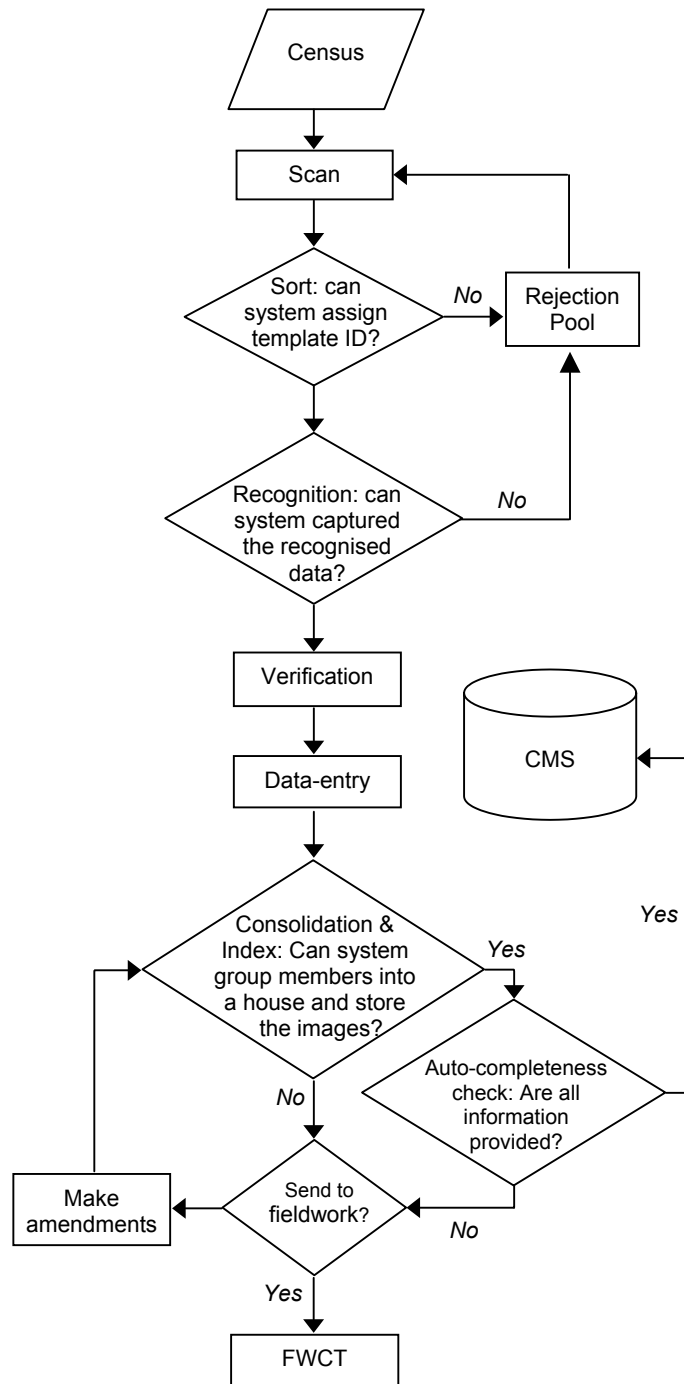 Census
Scan
Sort: can
system assign
template ID?
No
Rejection
Pool
Recognition: can
system captured
the recognised
data?
No
Verification
Data-entry
CMS
Consolidation &
Index: Can system
group members into
a house and store
the images?
Yes
Yes
Auto-completeness
check: Are all
information
provided?
No
Make
amendments
Send to
fieldwork?
No
Yes
FWCT